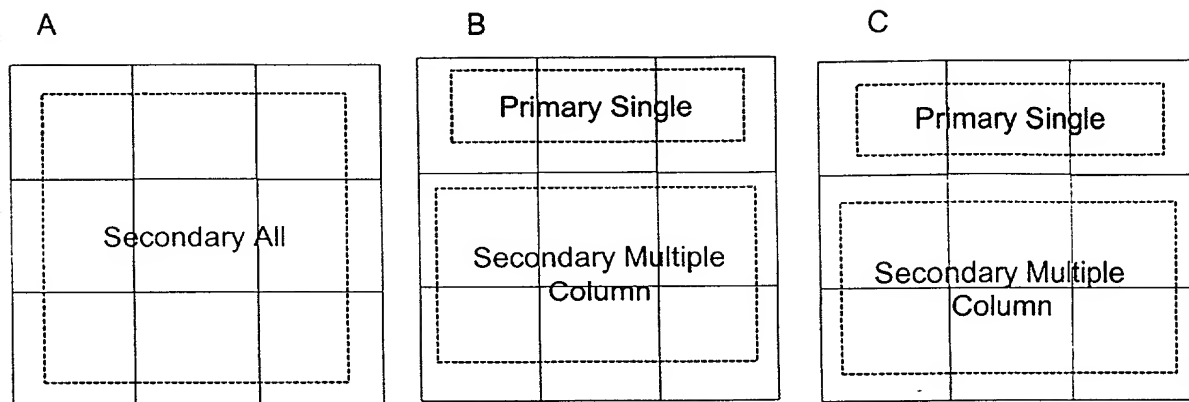 A
B
C
Secondary All
Primary Single
Secondary Multiple
Column
Primary Single
Secondary Multiple
Column